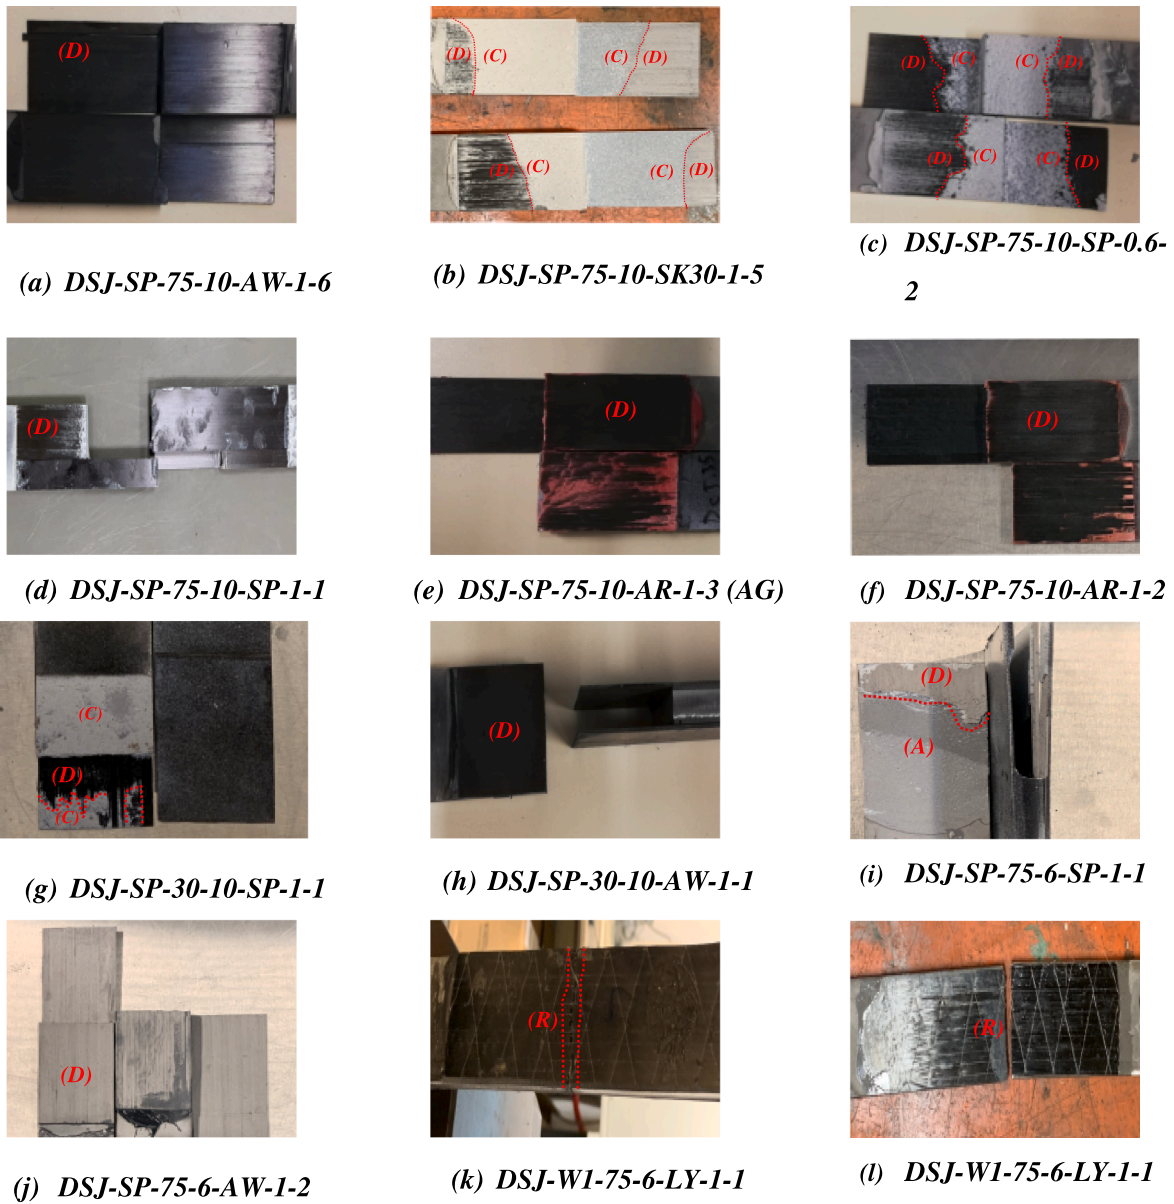 (D)
(D)
(C)
(C)
(D)
(D)
(C)
(C)
(D)
(D)
(C)
(C)
(D)
(D)
(C)
(C)
(D)
(a) DSJ-SP-75-10-AW-1-6
(b) DSJ-SP-75-10-SK30-1-5
(c) DSJ-SP-75-10-SP-0.6-
2
(D)
(D)
(D)
(d) DSJ-SP-75-10-SP-1-1
(e) DSJ-SP-75-10-AR-1-3 (AG)
(f) DSJ-SP-75-10-AR-1-2
(C)
(D)
(C)
(D)
(D)
(A)
(g) DSJ-SP-30-10-SP-1-1
(h) DSJ-SP-30-10-AW-1-1
(i) DSJ-SP-75-6-SP-1-1
(D)
(R)
(R)
(j) DSJ-SP-75-6-AW-1-2
(k) DSJ-W1-75-6-LY-1-1
(l) DSJ-W1-75-6-LY-1-1